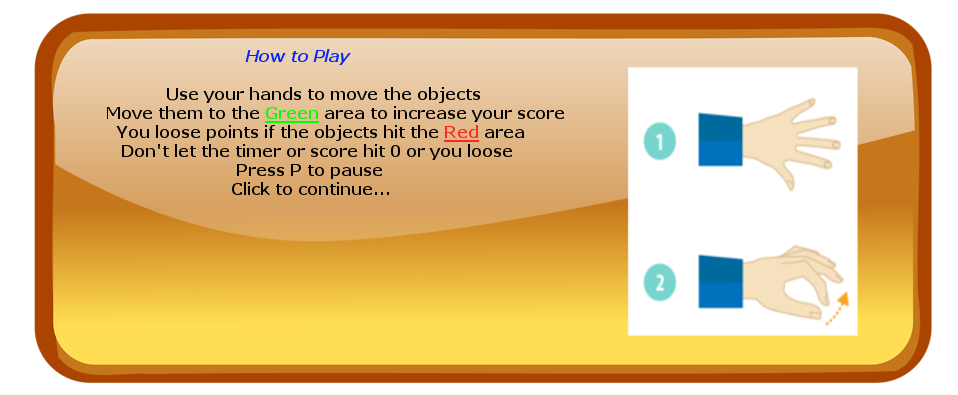 How to Play
Use your hands to move the objects
Move them to the Green area to increase your score
You loose points if the objects hit the Red area
Don't let the timer or score hit 0 or you loose
Press P to pause
Click to continue...
1
2